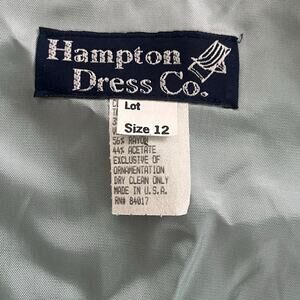 Hampton
Dress Co.
Lot
Size 12
56% RAYON
44% ACETATE
EXCLUSIVE OF
ORNAMENTATION
DRY CLEAN ONLY
MADE IN U.S.A.
RN# 84017